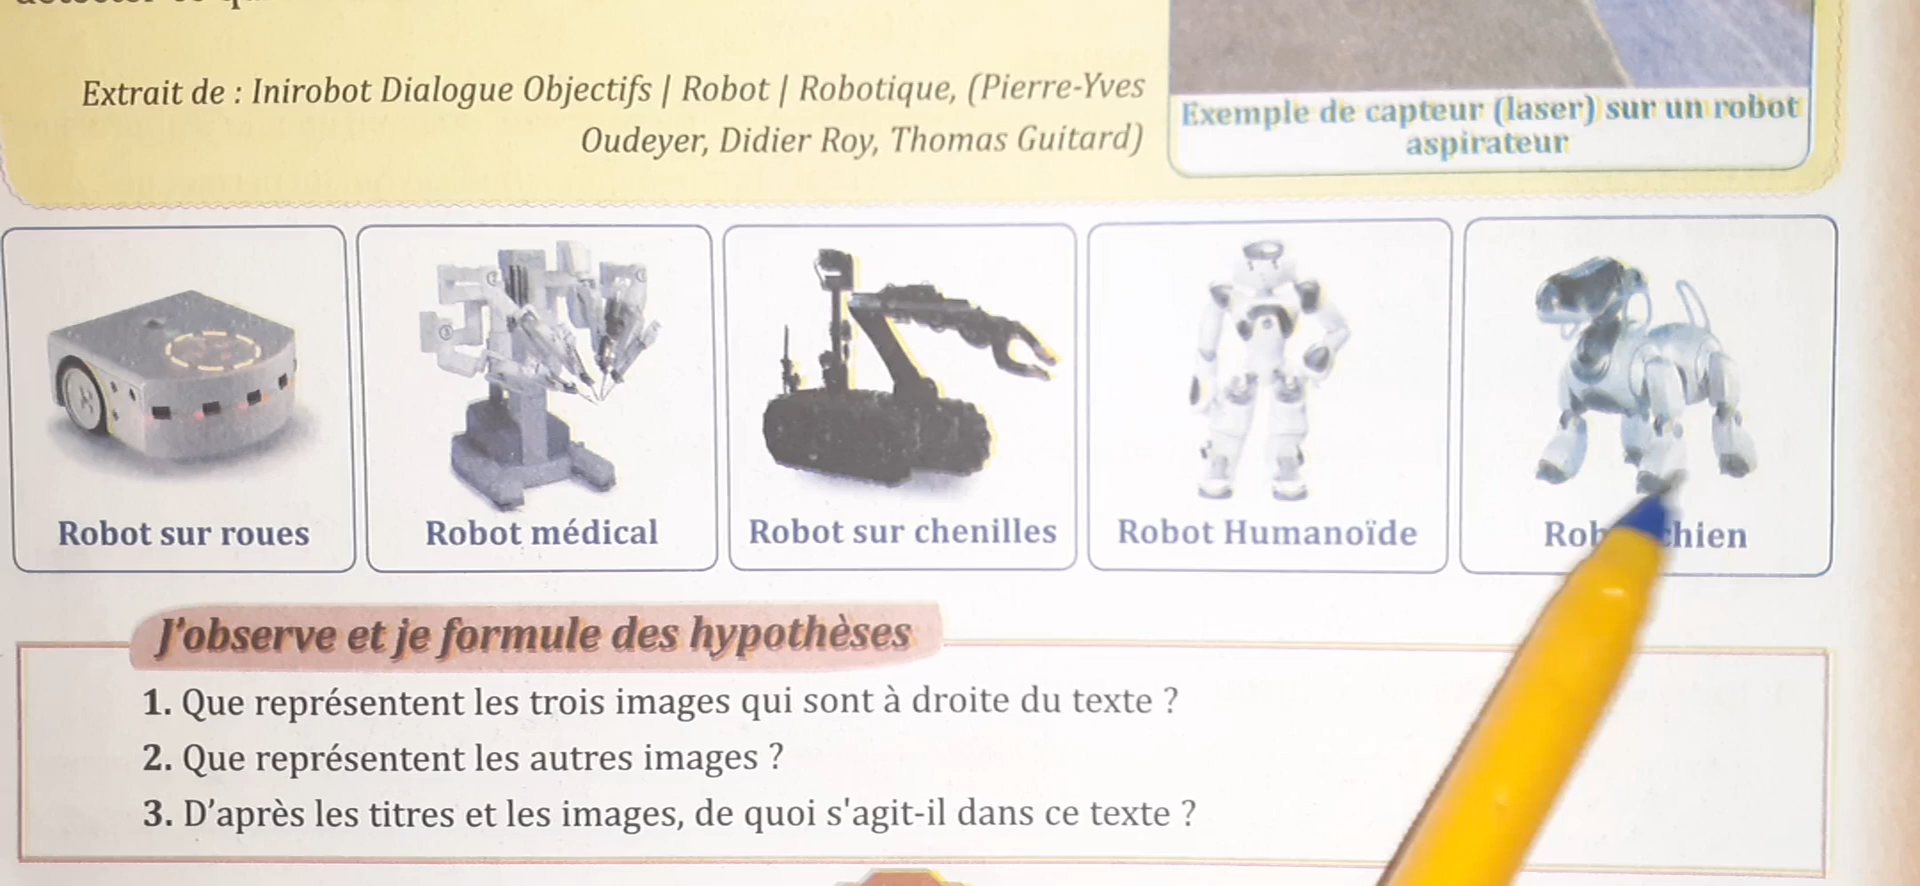 Extrait de : Inirobot Dialogue Objectifs | Robot | Robotique, (Pierre-Yves
Oudeyer, Didier Roy, Thomas Guitard)
Exemple de capteur (laser) sur un robot
aspirateur
Robot sur roues
Robot médical
Robot sur chenilles
Robot Humanoïde
J'observe et je formule des hypothèses
1. Que représentent les trois images qui sont à droite du texte ?
2. Que représentent les autres images ?
3. D'après les titres et les images, de quoi s'agit-il dans ce texte ?